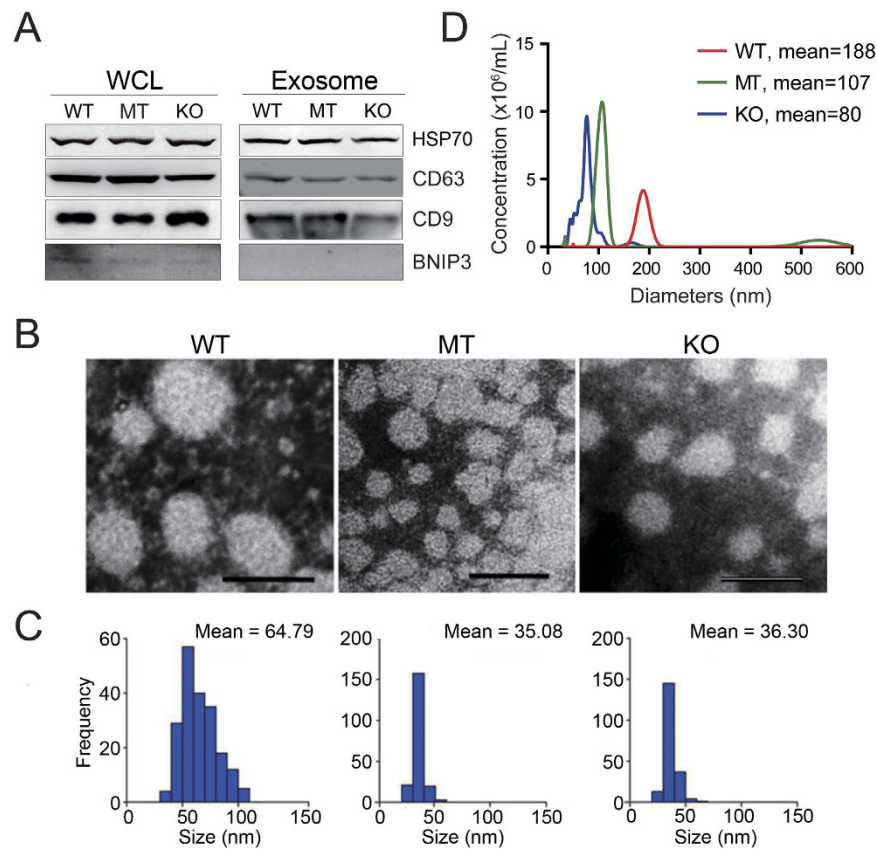 A
WCL Exosome
WT MT KO WT MT KO
HSP70
CD63
CD9
BNIP3
D
Concentration (x10⁶/mL)
15
10
5
0
0 100 200 300 400 500 600
Diameters (nm)
WT, mean=188
MT, mean=107
KO, mean=80
B
WT MT KO
C
Mean = 64.79 Mean = 35.08 Mean = 36.30
Frequency
60
40
20
0
0 50 100 150
Size (nm)
200
150
100
50
0
0 50 100 150
Size (nm)
200
150
100
50
0
0 50 100 150
Size (nm)